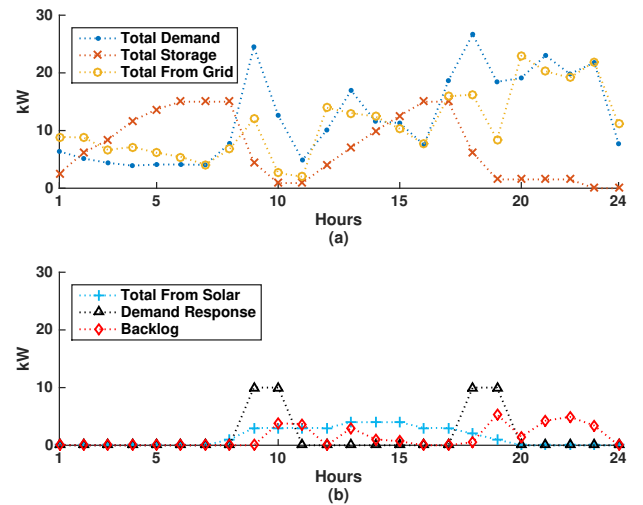 30
20
10
0
kW
Total Demand
Total Storage
Total From Grid
1 5 10 15 20 24
Hours
(a)
30
20
10
0
kW
Total From Solar
Demand Response
Backlog
1 5 10 15 20 24
Hours
(b)